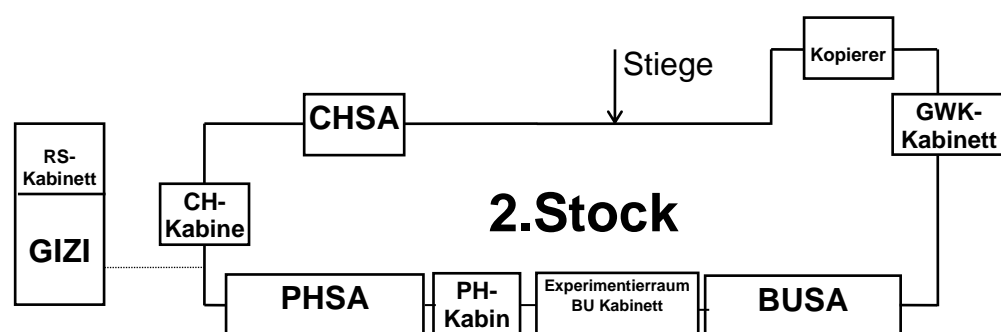 Kopierer
Stiege
CHSA
GWK-
Kabinett
RS-
Kabinett
CH-
Kabine
2.Stock
GIZI
PHSA
PH-
Kabin
Experimentierraum
BU Kabinett
BUSA